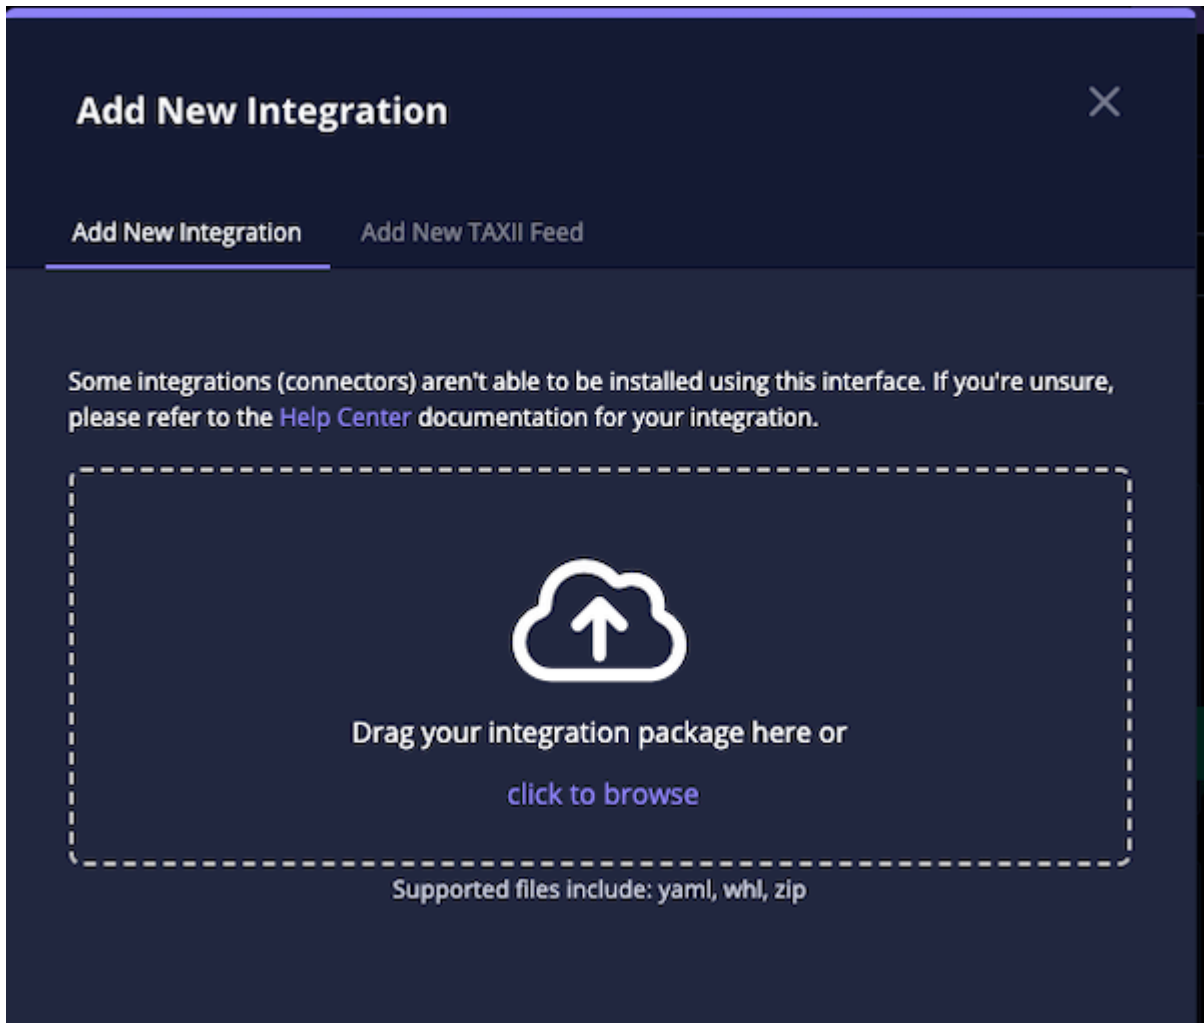 Add New Integration
Add New Integration
Add New TAXII Feed
Some integrations (connectors) aren't able to be installed using this interface. If you're unsure,
please refer to the Help Center documentation for your integration.
Drag your integration package here or
click to browse
Supported files include: yaml, whl, zip